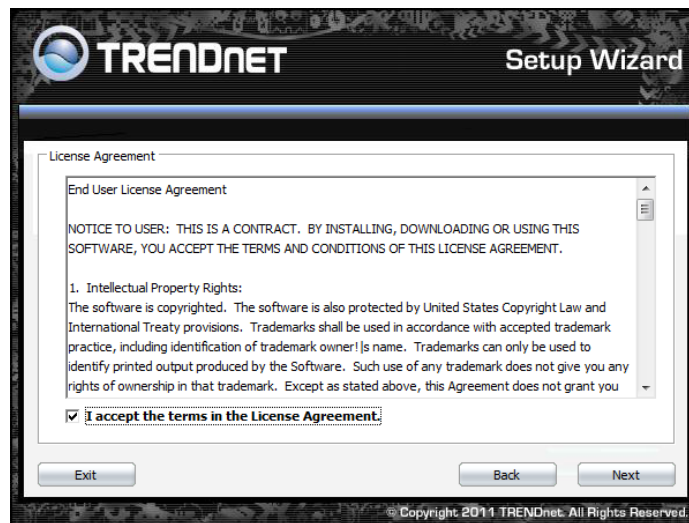 TRENDNET
Setup Wizard
License Agreement
End User License Agreement
NOTICE TO USER:  THIS IS A CONTRACT.  BY INSTALLING, DOWNLOADING OR USING THIS
SOFTWARE, YOU ACCEPT THE TERMS AND CONDITIONS OF THIS LICENSE AGREEMENT.
1.  Intellectual Property Rights:
The software is copyrighted.  The software is also protected by United States Copyright Law and
International Treaty provisions.  Trademarks shall be used in accordance with accepted trademark
practice, including identification of trademark owner!|s name.  Trademarks can only be used to
identify printed output produced by the Software.  Such use of any trademark does not give you any
rights of ownership in that trademark.  Except as stated above, this Agreement does not grant you
I accept the terms in the License Agreement.
Exit
Back
Next
© Copyright 2011 TRENDnet. All Rights Reserved.